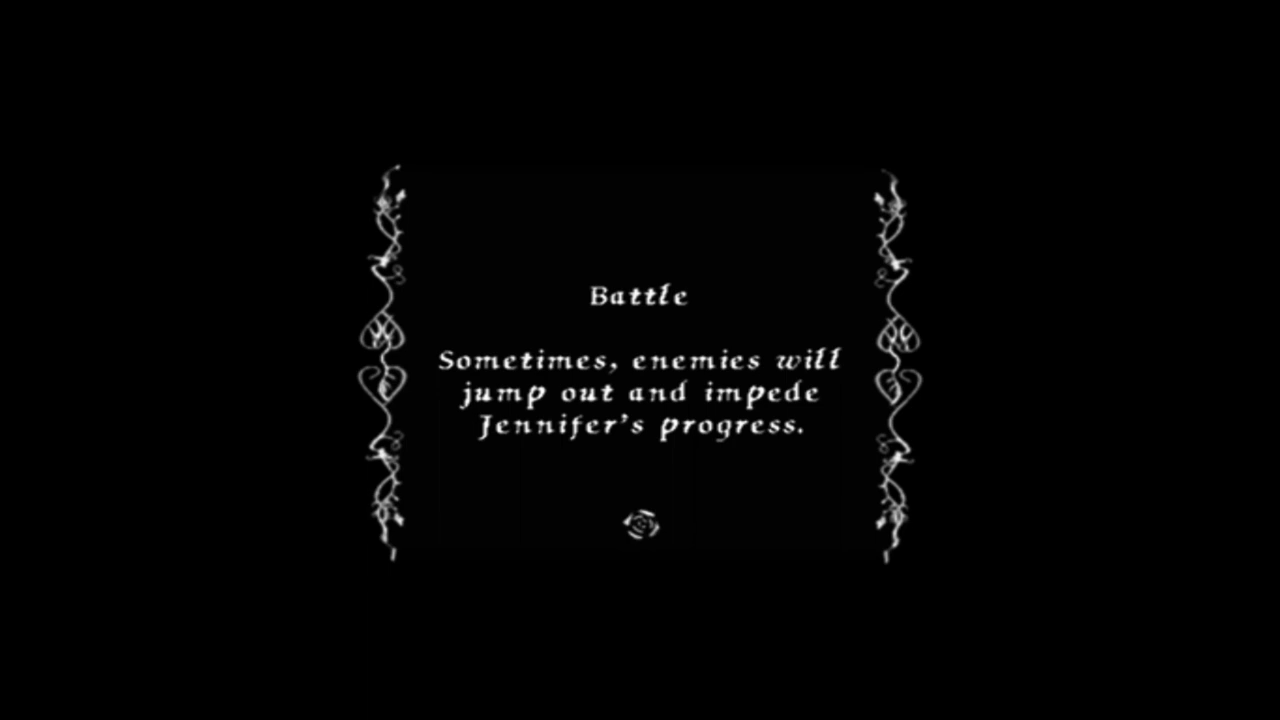 Battle
Sometimes, enemies will
jump out and impede
Jennifer's progress.